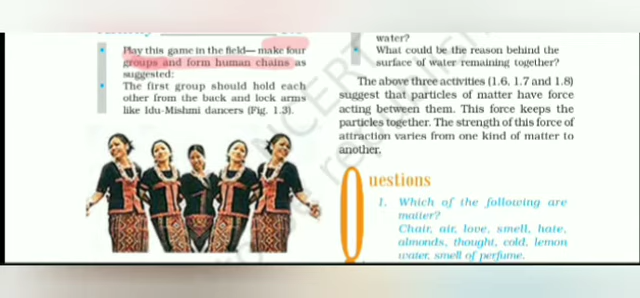 Play this game in the field— make four
groups and form human chains as
suggested:
The first group should hold each
other from the back and lock arms
like Idu-Mishmi dancers (Fig. 1.3).
water?
What could be the reason behind the
surface of water remaining together?
The above three activities (1.6, 1.7 and 1.8)
suggest that particles of matter have force
acting between them. This force keeps the
particles together. The strength of this force of
attraction varies from one kind of matter to
another.
Questions
1. Which of the following are
matter?
Chair, air, love, smell, hate,
almonds, thought, cold, lemon
water, smell of perfume.